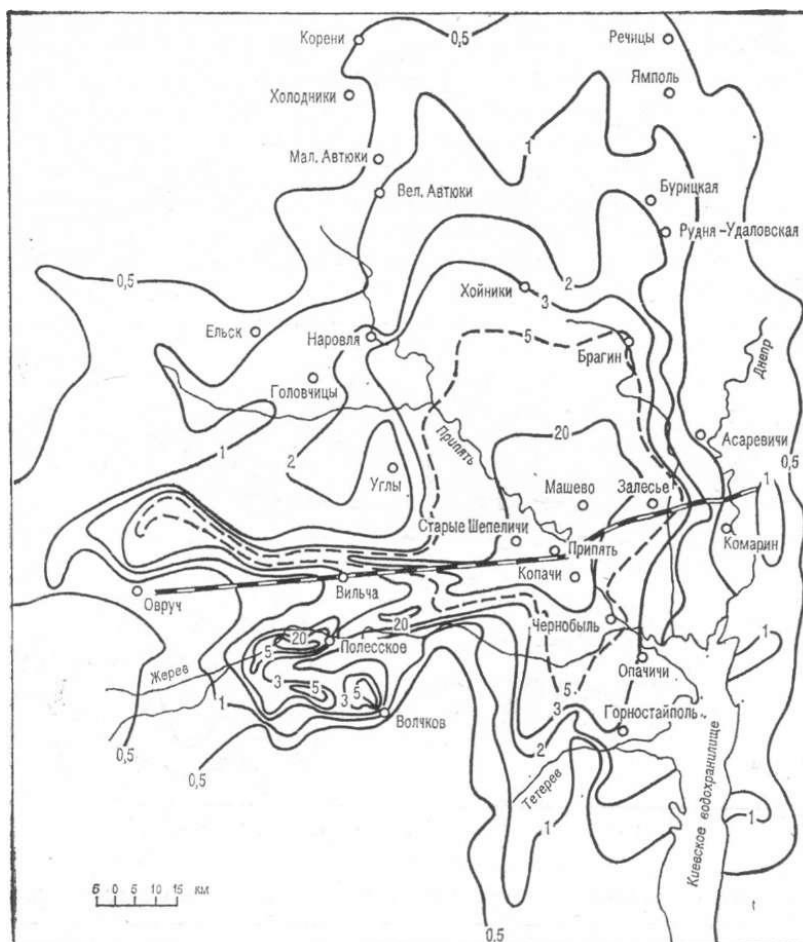 Корени
0,5
Речицы
Холодники
Ямполь
1
Мал. Автюки
Вел. Автюки
Бурицкая
Рудня-Удаловская
2
0,5
Хойники
3
Ельск
Наровля
5
Брагин
Днепр
Головчицы
Припять
20
Асаревичи
1
2
0,5
Углы
Машево
Залесье
1
Старые Шепеличи
Припять
Комарин
Копачи
Овруч
Вильча
Чернобыль
20
20
1
5
Полесское
Опачичи
Жерев
3
5
5
5
1
3
3
Горностайполь
Волчков
2
0,5
0,5
Тетерев
1
1
Киевское водохранилище
5 0 5 10 15 км
0.5